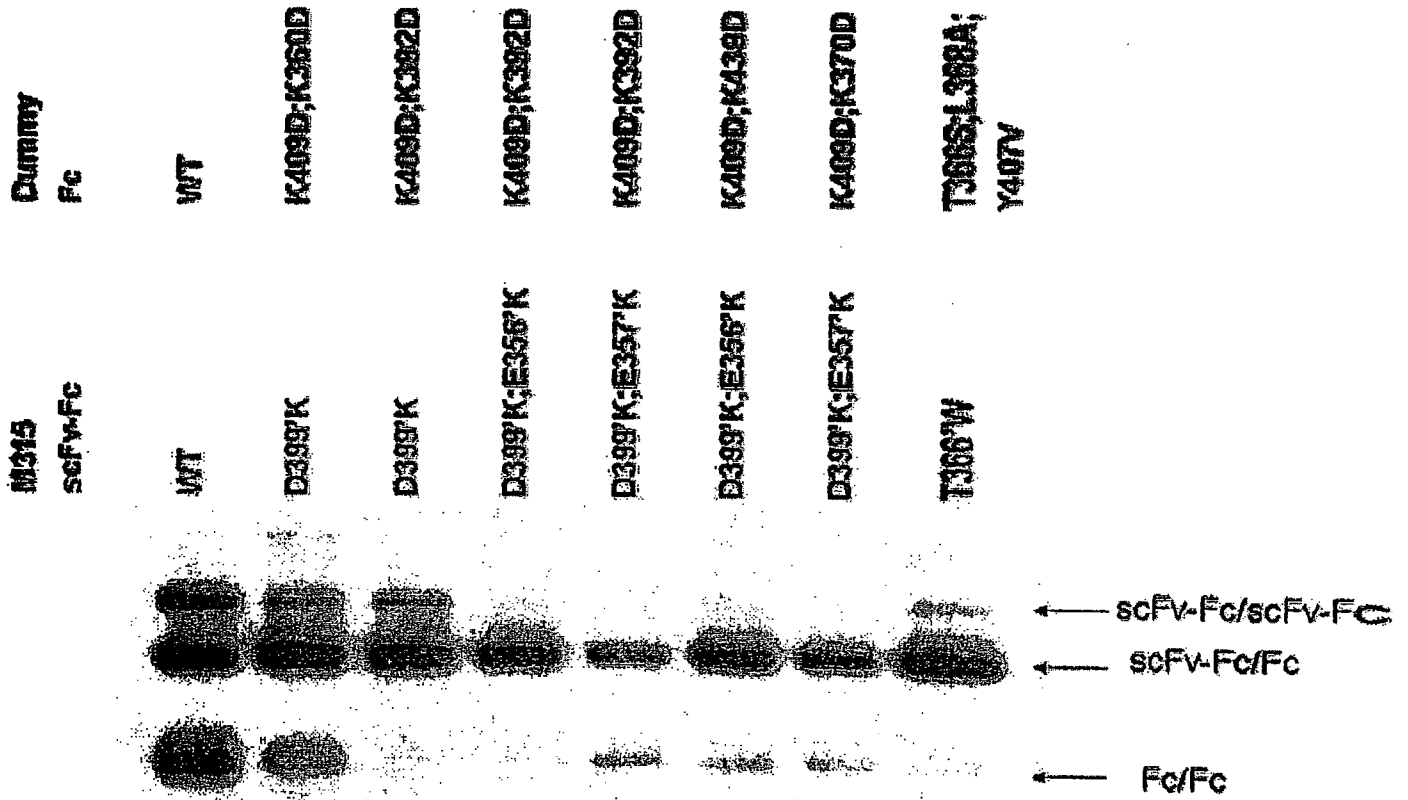 Dummy
Fc
WT
K409D;K360D
K409D;K382D
K409D;K392D
K409D;K392D
K409D;K439D
K409D;K370D
T366S;L368A;
Y407V
M315
scFv-Fc
WT
D399'K
D399'K
D399'K;E356'K
D399'K;E357'K
D399'K;E356'K
D399'K;E357'K
T366'W
scFv-Fc/scFv-Fc
scFv-Fc/Fc
Fc/Fc